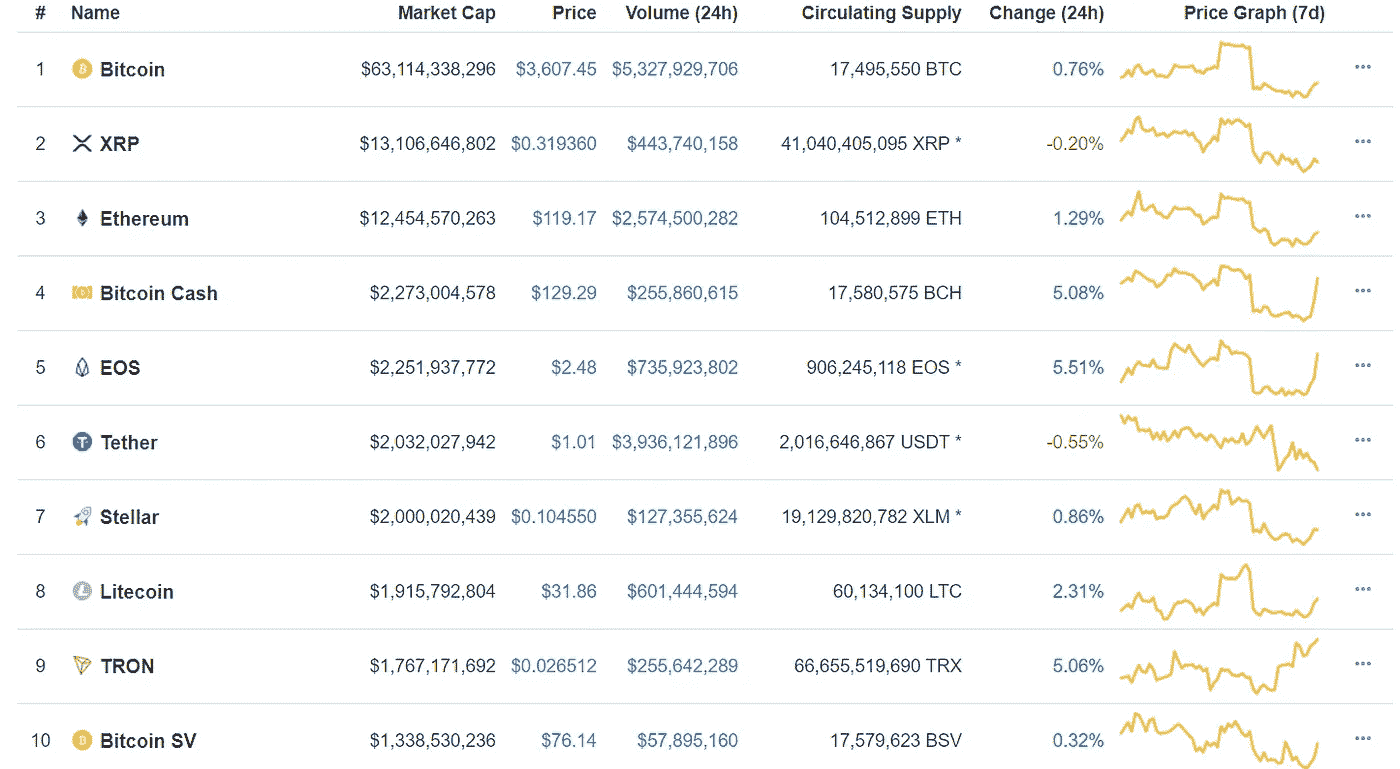 # Name Market Cap Price Volume (24h) Circulating Supply Change (24h) Price Graph (7d)
1 Bitcoin $63,114,338,296 $3,607.45 $5,327,929,706 17,495,550 BTC 0.76% •••
2 XRP $13,106,646,802 $0.319360 $443,740,158 41,040,405,095 XRP * -0.20% •••
3 Ethereum $12,454,570,263 $119.17 $2,574,500,282 104,512,899 ETH 1.29% •••
4 Bitcoin Cash $2,273,004,578 $129.29 $255,860,615 17,580,575 BCH 5.08% •••
5 EOS $2,251,937,772 $2.48 $735,923,802 906,245,118 EOS * 5.51% •••
6 Tether $2,032,027,942 $1.01 $3,936,121,896 2,016,646,867 USDT * -0.55% •••
7 Stellar $2,000,020,439 $0.104550 $127,355,624 19,129,820,782 XLM * 0.86% •••
8 Litecoin $1,915,792,804 $31.86 $601,444,594 60,134,100 LTC 2.31% •••
9 TRON $1,767,171,692 $0.026512 $255,642,289 66,655,519,690 TRX 5.06% •••
10 Bitcoin SV $1,338,530,236 $76.14 $57,895,160 17,579,623 BSV 0.32% •••